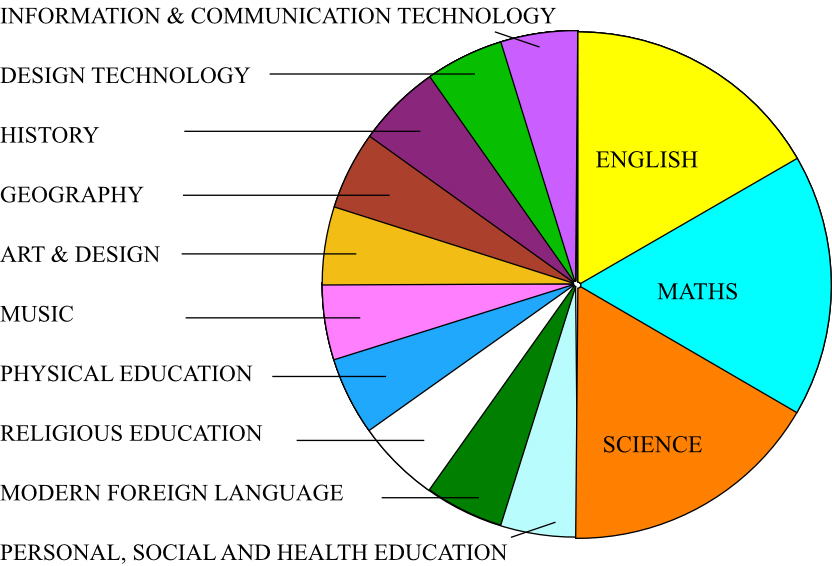 INFORMATION & COMMUNICATION TECHNOLOGY
DESIGN TECHNOLOGY
HISTORY
GEOGRAPHY
ART & DESIGN
MUSIC
PHYSICAL EDUCATION
RELIGIOUS EDUCATION
MODERN FOREIGN LANGUAGE
PERSONAL, SOCIAL AND HEALTH EDUCATION
ENGLISH
MATHS
SCIENCE